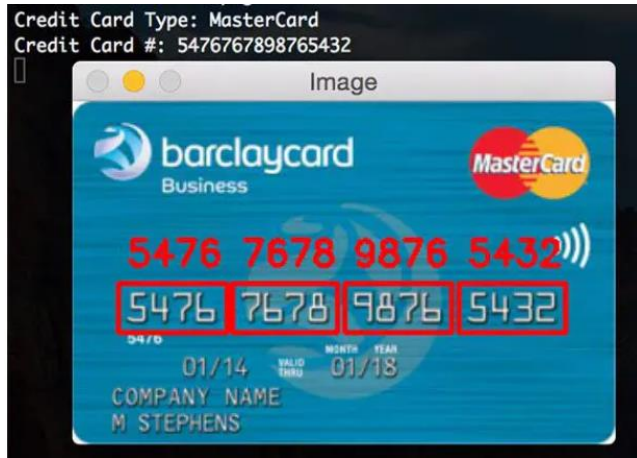 Credit Card Type: MasterCard
Credit Card #: 5476767898765432
Image
barclaycard
Business
MasterCard
5476 7678 9876 5432
5476 7678 9876 5432
5476
MONTH YEAR
01/14 VALID THRU 01/18
COMPANY NAME
M STEPHENS